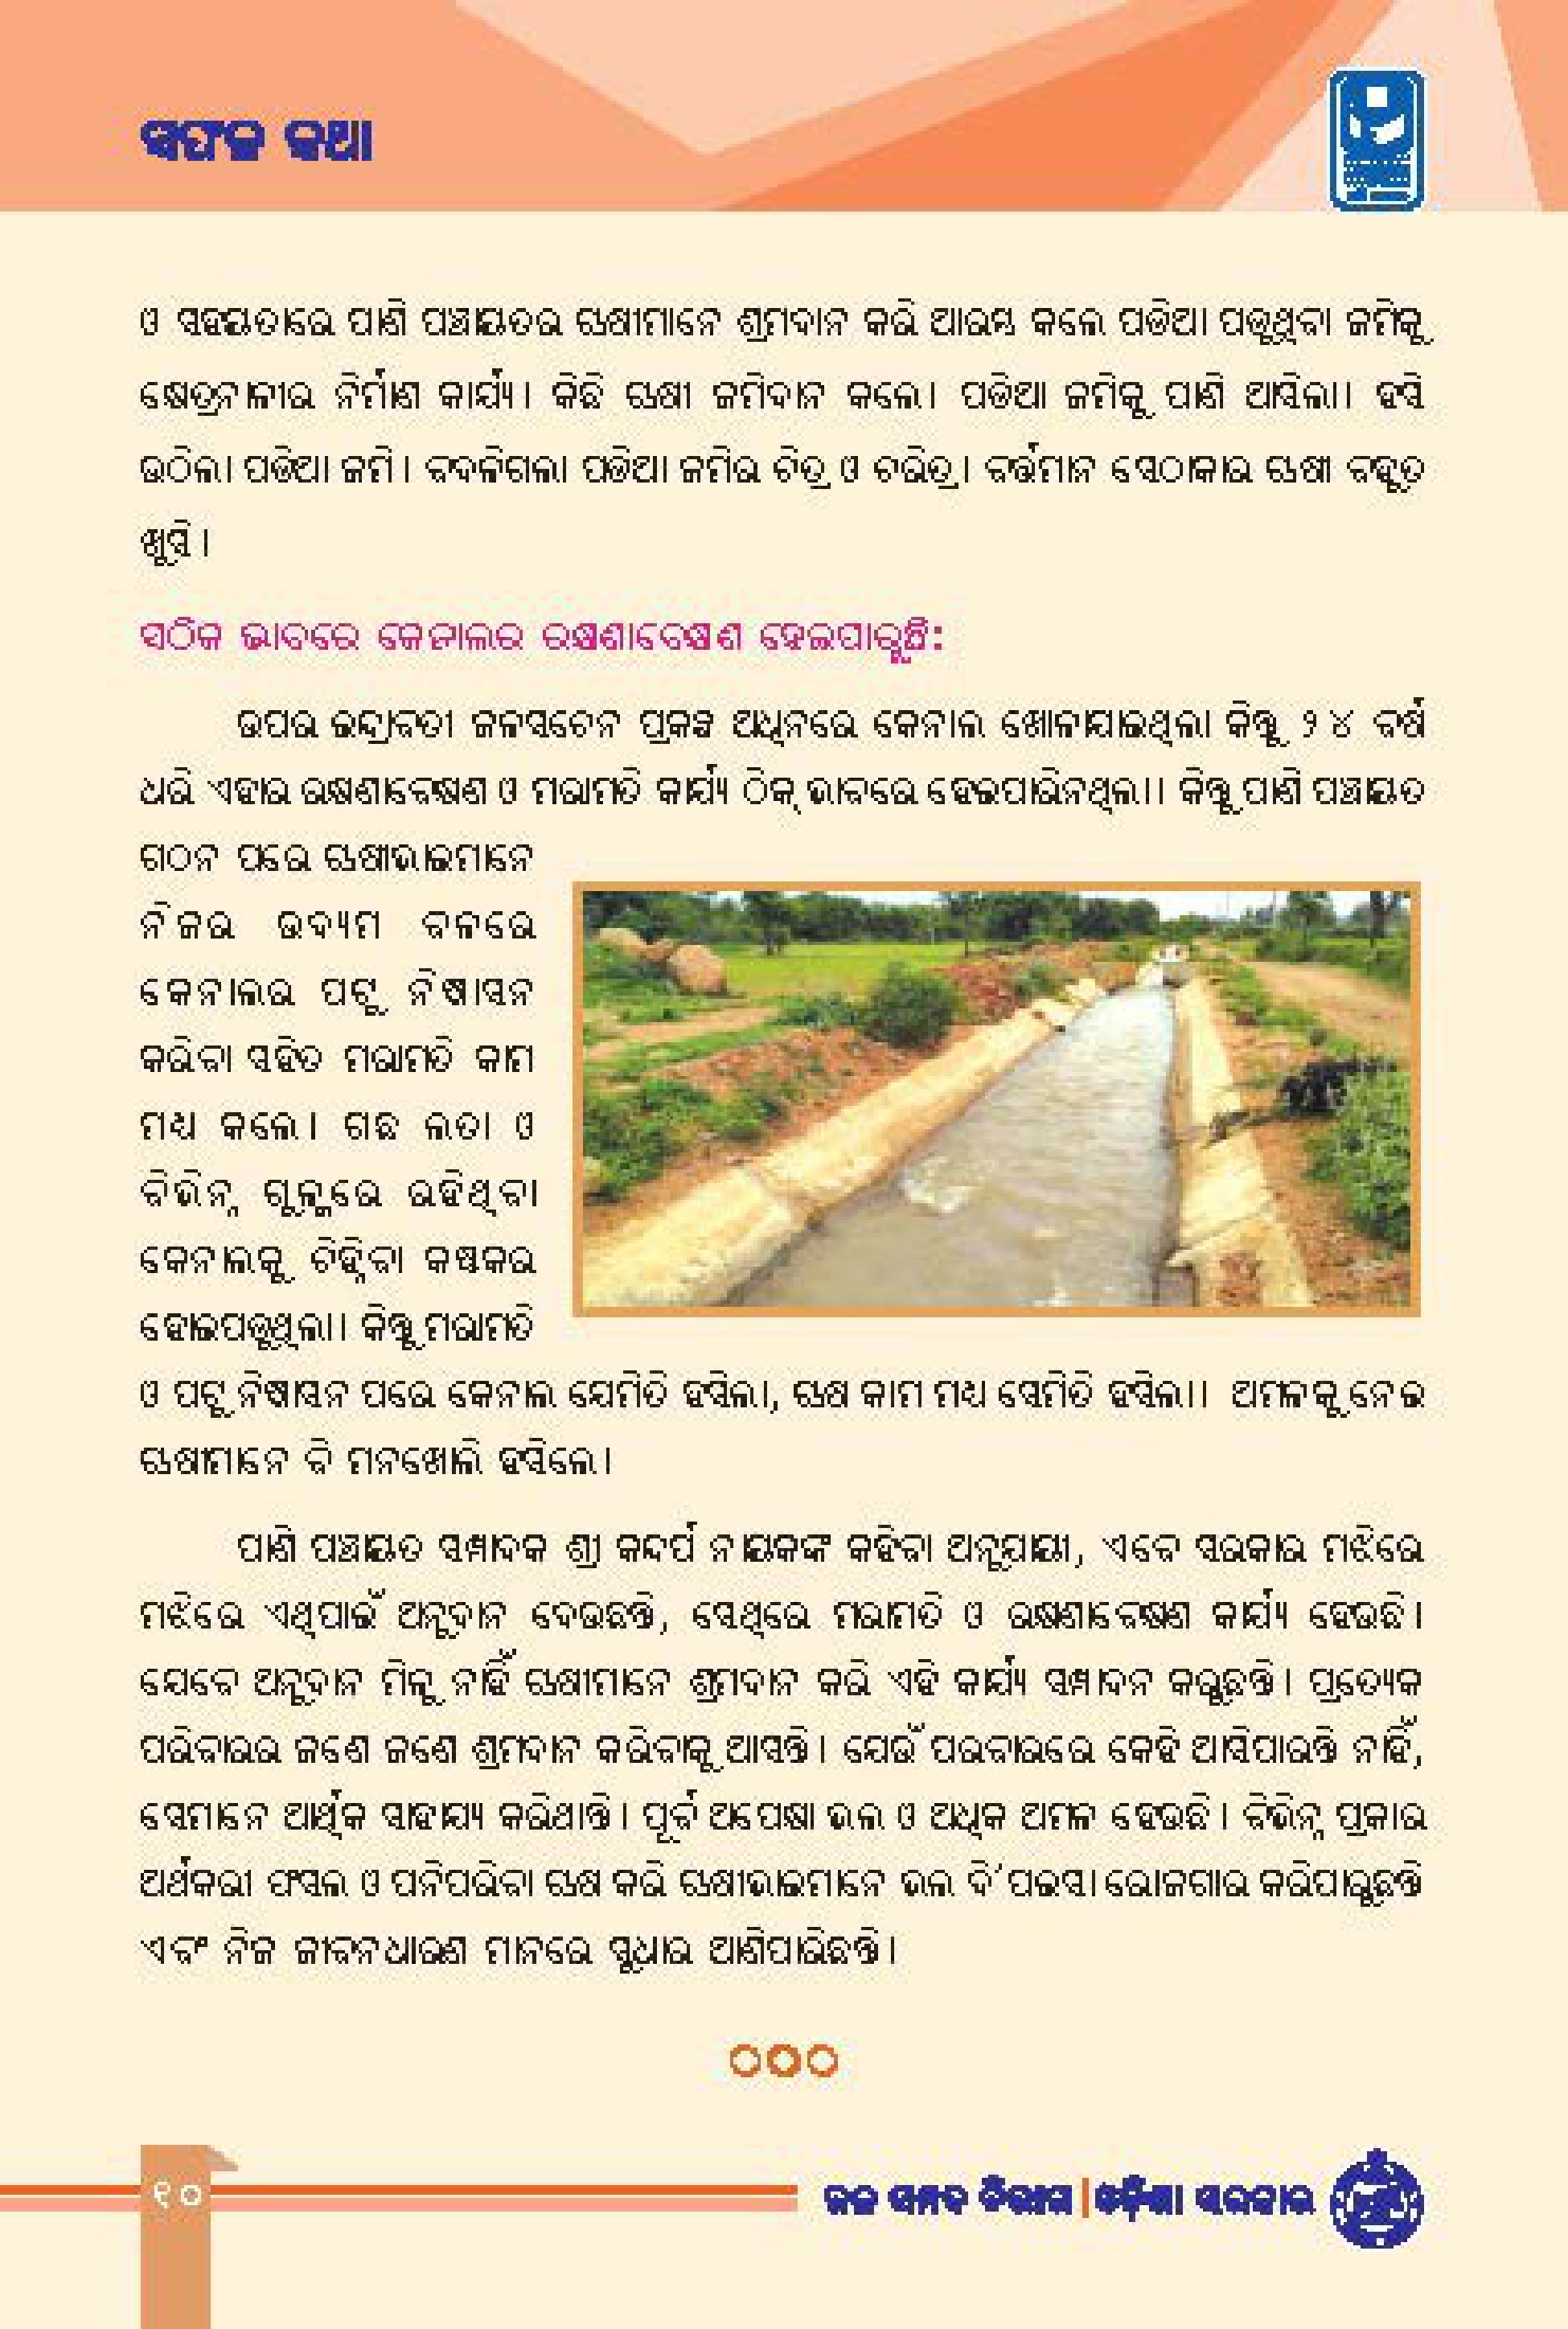 ସଫଳ କଥା
ଓ ସହଯୋଗରେ ପାଣି ପଞ୍ଚାୟତର ଚାଷୀମାନେ ଶ୍ରମଦାନ କରି ଆରମ୍ଭ କଲେ ପଡିଆ ପଡୁଥିବା ଜମିକୁ
କ୍ଷେତ୍ରନାଳୀର ନିର୍ମାଣ କାର୍ଯ୍ୟ। କିଛି ଚାଷୀ ଜମିଦାନ କଲେ। ପଡିଆ ଜମିକୁ ପାଣି ଆସିଲା। ହସି
ଉଠିଲା ପଡିଆ ଜମି। ବଦଳିଗଲା ପଡିଆ ଜମିର ଚିତ୍ର ଓ ଚରିତ୍ର। ବର୍ତ୍ତମାନ ସେଠାକାର ଚାଷୀ ବହୁତ
ଖୁସି।
ସଠିକ ଭାବରେ କେନାଲର ରକ୍ଷଣାବେକ୍ଷଣ ହେଇପାରୁଛି:
ଉପର ଇନ୍ଦ୍ରାବତୀ ଜଳସେଚନ ପ୍ରକଳ୍ପ ଅଧିନରେ କେନାଲ ଖୋଳାଯାଇଥିଲା କିନ୍ତୁ ୨୪ ବର୍ଷ
ଧରି ଏହାର ରକ୍ଷଣାବେକ୍ଷଣ ଓ ମରାମତି କାର୍ଯ୍ୟ ଠିକ୍ ଭାବରେ ହେଇପାରିନଥିଲା। କିନ୍ତୁ ପାଣି ପଞ୍ଚାୟତ
ଗଠନ ପରେ ଚାଷୀଭାଇମାନେ
ନିଜର ଉଦ୍ୟମ ବଳରେ
କେନାଲର ପଟୁ ନିଷ୍କାସନ
କରିବା ସହିତ ମରାମତି କାମ
ମଧ୍ୟ କଲେ। ଗଛ ଲତା ଓ
ବିଭିନ୍ନ ଗୁଳ୍ମରେ ରହିଥିବା
କେନାଲକୁ ଚିହ୍ନିବା କଷ୍ଟକର
ହୋଇପଡୁଥିଲା। କିନ୍ତୁ ମରାମତି
ଓ ପଟୁ ନିଷ୍କାସନ ପରେ କେନାଲ ଯେମିତି ହସିଲା, ଚାଷ କାମ ମଧ୍ୟ ସେମିତି ହସିଲା। ଅମଳକୁ ନେଇ
ଚାଷୀମାନେ ବି ମନଖୋଲି ହସିଲେ।
ପାଣି ପଞ୍ଚାୟତ ସମ୍ପାଦକ ଶ୍ରୀ କନ୍ଦର୍ପ ନାୟକଙ୍କ କହିବା ଅନୁଯାୟୀ, ଏବେ ସରକାର ମଝିରେ
ମଝିରେ ଏଥିପାଇଁ ଅନୁଦାନ ଦେଉଛନ୍ତି, ସେଥିରେ ମରାମତି ଓ ରକ୍ଷଣାବେକ୍ଷଣ କାର୍ଯ୍ୟ ହେଉଛି।
ଯେବେ ଅନୁଦାନ ମିଳୁ ନାହିଁ ଚାଷୀମାନେ ଶ୍ରମଦାନ କରି ଏହି କାର୍ଯ୍ୟ ସମ୍ପାଦନ କରୁଛନ୍ତି। ପ୍ରତ୍ୟେକ
ପରିବାରର ଜଣେ ଜଣେ ଶ୍ରମଦାନ କରିବାକୁ ଆସନ୍ତି। ଯେଉଁ ପରିବାରରେ କେହି ଆସିପାରନ୍ତି ନାହିଁ,
ସେମାନେ ଆର୍ଥିକ ସାହାଯ୍ୟ କରିଥାନ୍ତି। ପୂର୍ବ ଅପେକ୍ଷା ଭଲ ଓ ଅଧିକ ଅମଳ ହେଉଛି। ବିଭିନ୍ନ ପ୍ରକାର
ଅର୍ଥକରୀ ଫସଲ ଓ ପନିପରିବା ଚାଷ କରି ଚାଷୀଭାଇମାନେ ଭଲ ଦି'ପଇସା ରୋଜଗାର କରିପାରୁଛନ୍ତି
ଏବଂ ନିଜ ଜୀବନଧାରଣ ମାନରେ ସୁଧାର ଆଣିପାରିଛନ୍ତି।
୧୦
ଜଳ ସମ୍ପଦ ବିଭାଗ | ଓଡ଼ିଶା ସରକାର